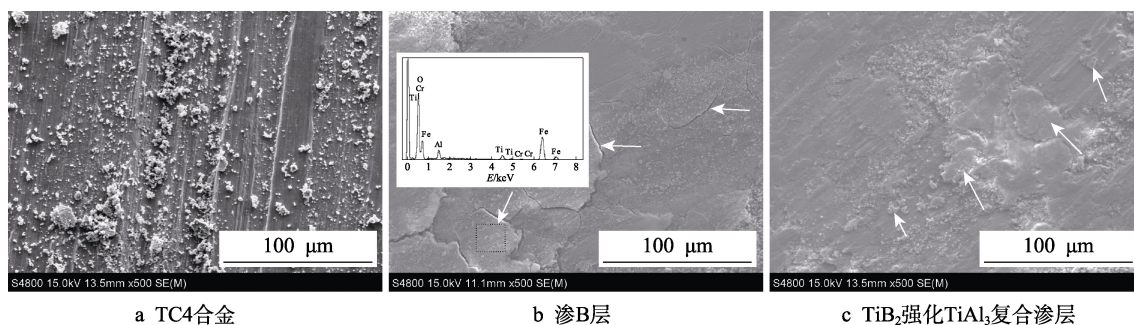 O
Cr
Ti
Fe
Al
Ti Ti Cr Cr
Fe
Fe
0 1 2 3 4 5 6 7 8
E/keV
100 μm
100 μm
100 μm
S4800 15.0kV 13.5mm x500 SE(M)
S4800 15.0kV 11.1mm x500 SE(M)
S4800 15.0kV 13.5mm x500 SE(M)
a TC4合金
b 渗B层
c TiB₂强化TiAl₃复合渗层